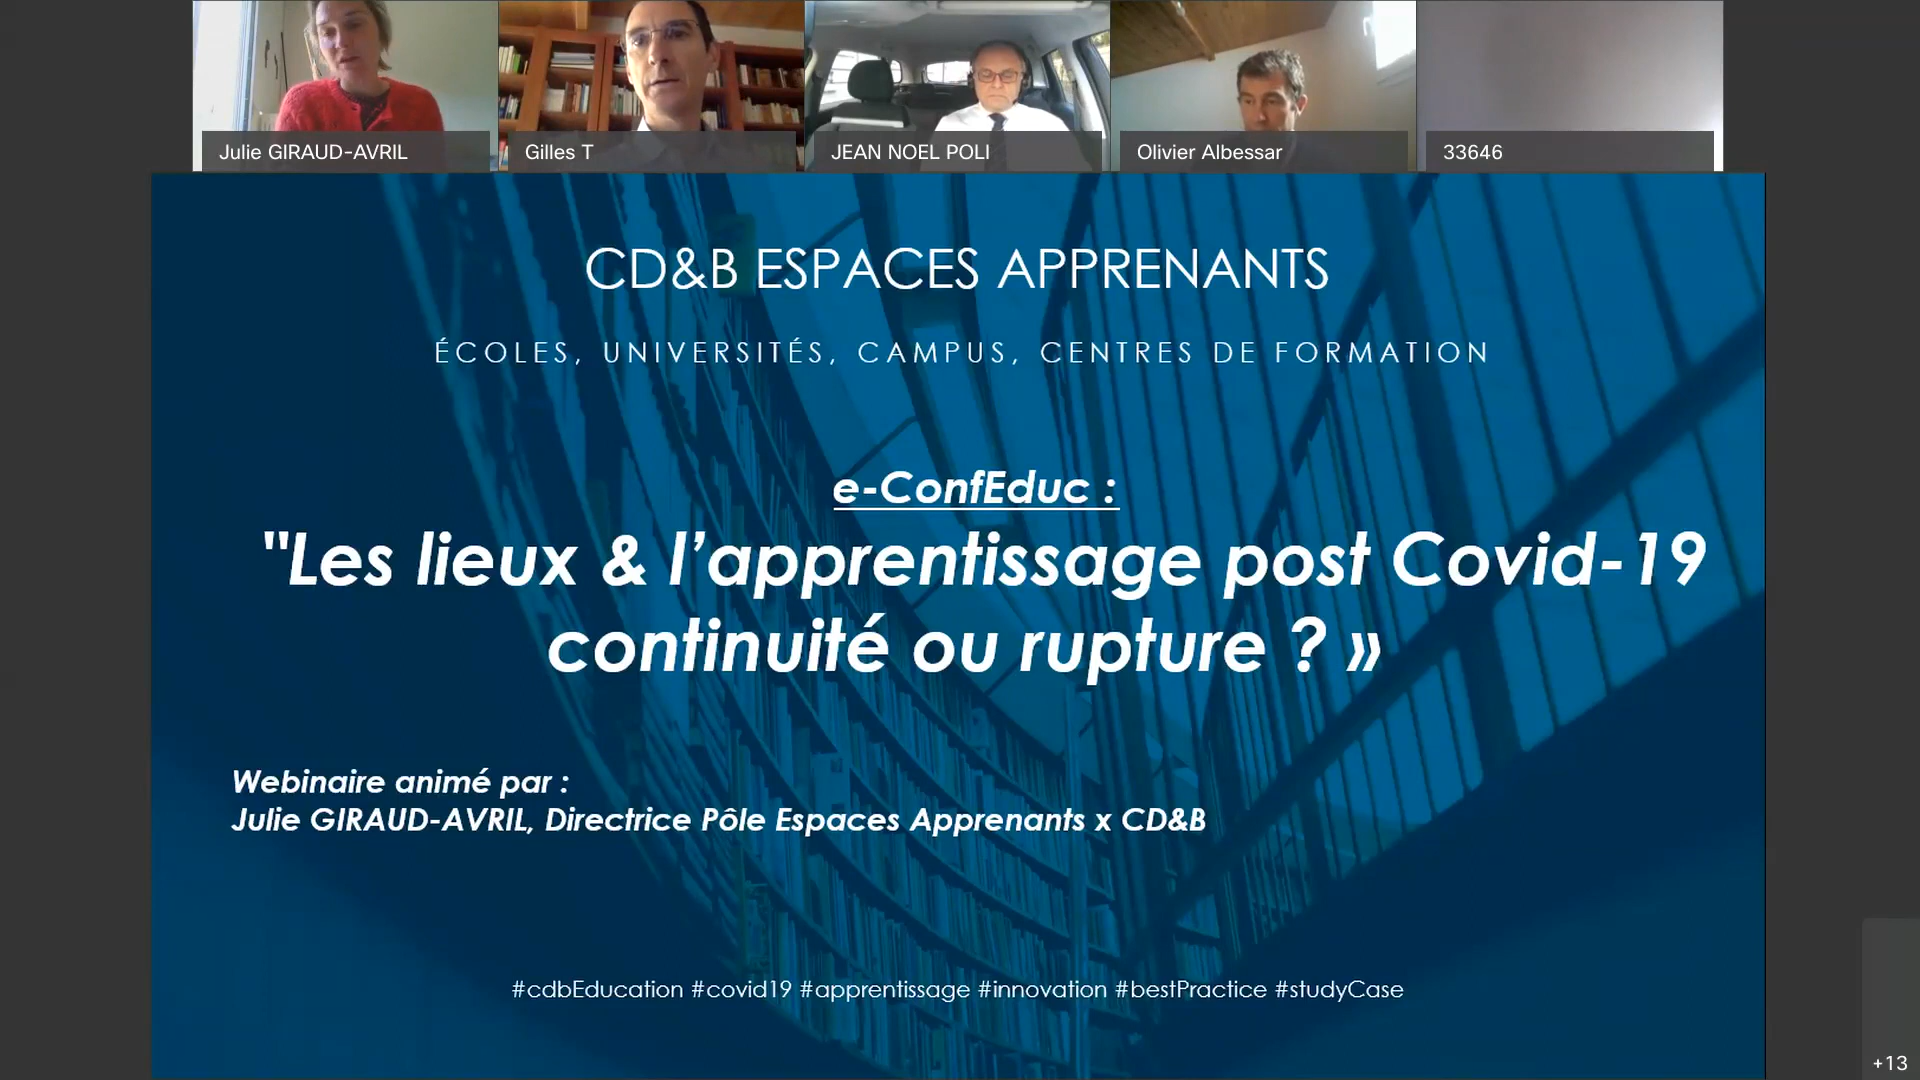 Julie GIRAUD-AVRIL
Gilles T
JEAN NOEL POLI
Olivier Albessar
33646
CD&B ESPACES APPRENANTS
ÉCOLES, UNIVERSITÉS, CAMPUS, CENTRES DE FORMATION
e-ConfEduc :
"Les lieux & l’apprentissage post Covid-19
continuité ou rupture ? »
Webinaire animé par :
Julie GIRAUD-AVRIL, Directrice Pôle Espaces Apprenants x CD&B
#cdbEducation #covid19 #apprentissage #innovation #bestPractice #studyCase
+13